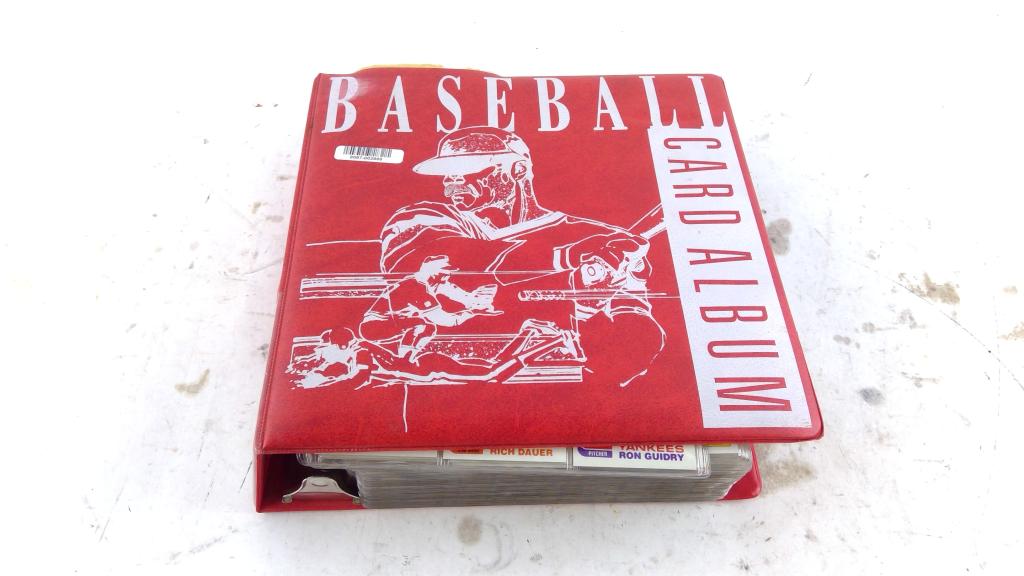 BASEBALL
CARD ALBUM
RICH DAUER
YANKEES
PITCHER
RON GUIDRY